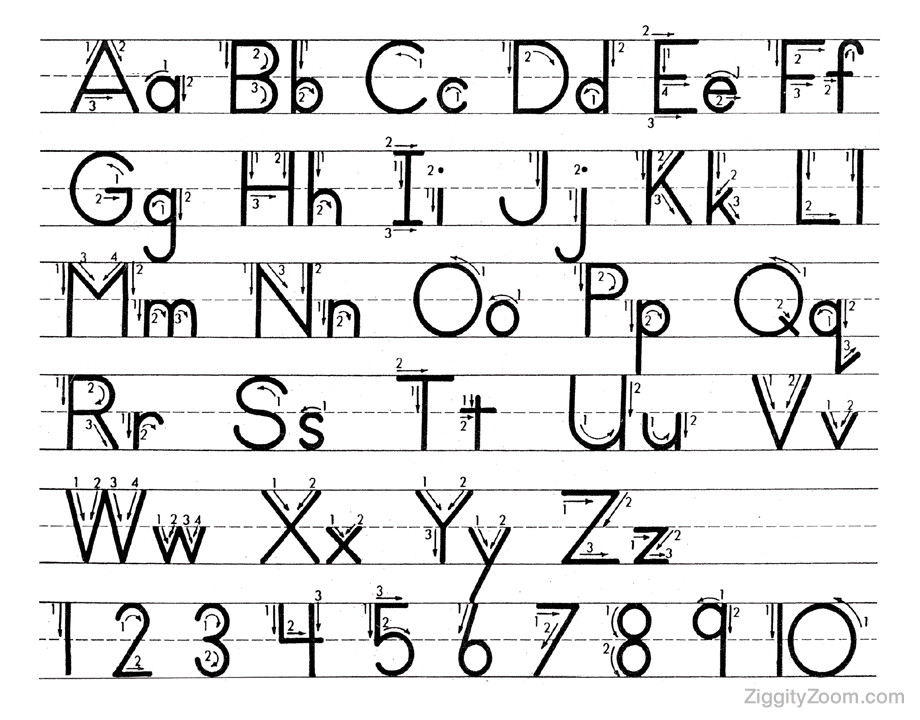 Aa Bb Cc Dd Ee Ff
Gg Hh Ii Jj Kk Ll
Mm Nn Oo Pp Qq
Rr Ss Tt Uu Vv
Ww Xx Yy Zz
1 2 3 4 5 6 7 8 9 10
ZiggityZoom.com